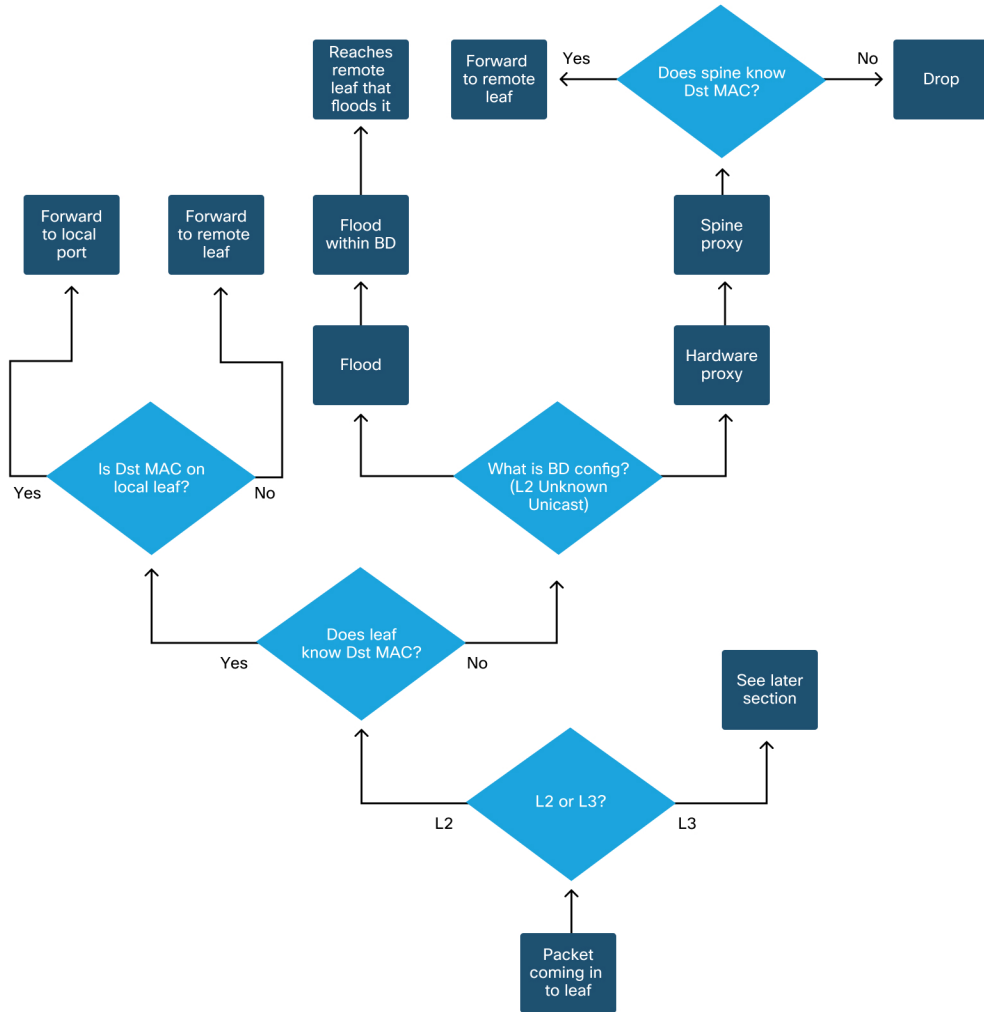 Reaches
remote
leaf that
floods it
Yes
Forward
to remote
leaf
Does spine know
Dst MAC?
No
Drop
Forward
to local
port
Forward
to remote
leaf
Flood
within BD
Spine
proxy
Flood
Hardware
proxy
Is Dst MAC on
local leaf?
Yes
No
What is BD config?
(L2 Unknown
Unicast)
Does leaf
know Dst MAC?
Yes
No
See later
section
L2 or L3?
L2
L3
Packet
coming in
to leaf